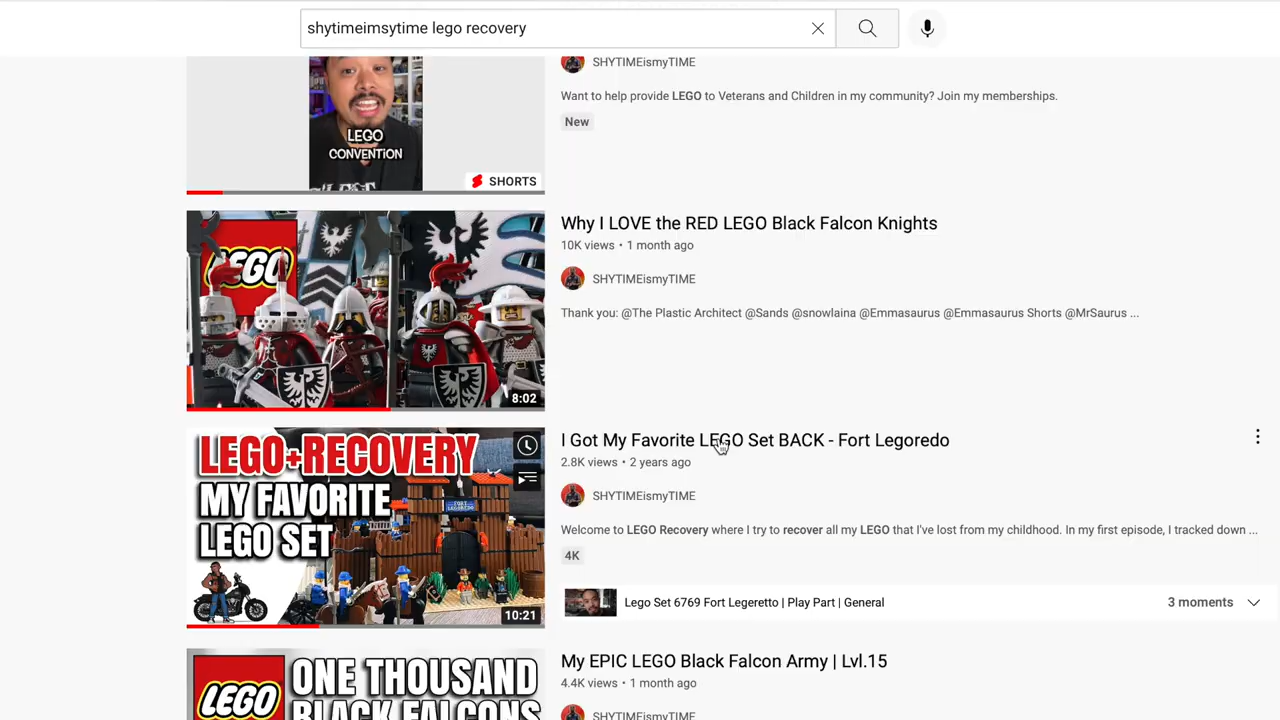 shytimeimsytime lego recovery
SHYTIMEismyTIME
LEGO
CONVENTION
SHORTS
Want to help provide LEGO to Veterans and Children in my community? Join my memberships.
New
LEGO
8:02
Why I LOVE the RED LEGO Black Falcon Knights
10K views • 1 month ago
SHYTIMEismyTIME
Thank you: @The Plastic Architect @Sands @snowlaina @Emmasaurus @Emmasaurus Shorts @MrSaurus ...
LEGO+RECOVERY
MY FAVORITE
LEGO SET
FORT
LEGOREDO
10:21
I Got My Favorite LEGO Set BACK - Fort Legoredo
2.8K views • 2 years ago
SHYTIMEismyTIME
Welcome to LEGO Recovery where I try to recover all my LEGO that I've lost from my childhood. In my first episode, I tracked down ...
4K
Lego Set 6769 Fort Legeretto | Play Part | General
3 moments
LEGO
ONE THOUSAND
BLACK FALCONS
My EPIC LEGO Black Falcon Army | Lvl.15
4.4K views • 1 month ago
SHYTIMEismyTIME